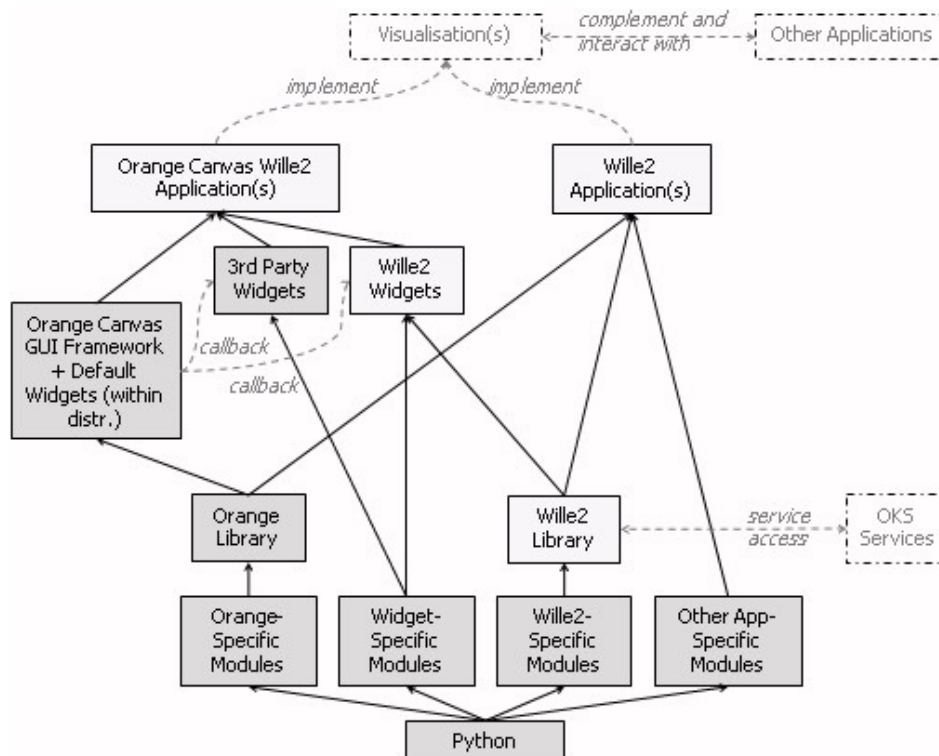 Visualisation(s)
complement and
interact with
Other Applications
implement
implement
Orange Canvas Wille2
Application(s)
Wille2
Application(s)
3rd Party
Widgets
Wille2
Widgets
Orange Canvas
GUI Framework
+ Default
Widgets (within
distr.)
callback
callback
Orange
Library
Wille2
Library
service
access
OKS
Services
Orange-
Specific
Modules
Widget-
Specific
Modules
Wille2-
Specific
Modules
Other App-
Specific
Modules
Python